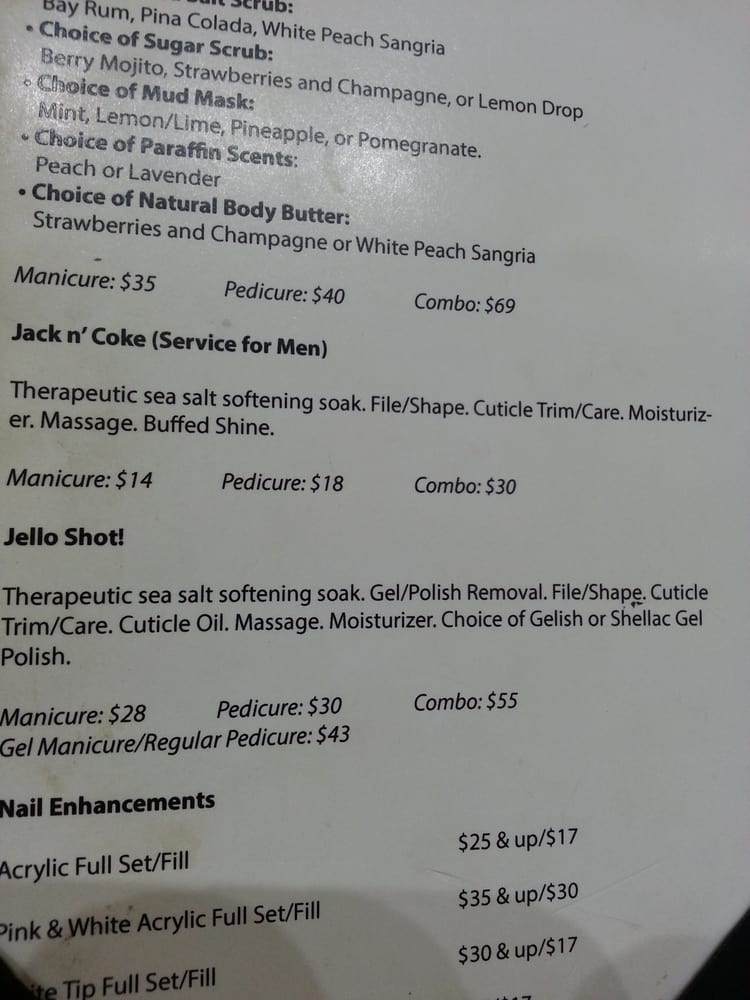 Scrub:
Bay Rum, Pina Colada, White Peach Sangria
• Choice of Sugar Scrub:
Berry Mojito, Strawberries and Champagne, or Lemon Drop
• Choice of Mud Mask:
Mint, Lemon/Lime, Pineapple, or Pomegranate.
• Choice of Paraffin Scents:
Peach or Lavender
• Choice of Natural Body Butter:
Strawberries and Champagne or White Peach Sangria
Manicure: $35 Pedicure: $40 Combo: $69
Jack n' Coke (Service for Men)
Therapeutic sea salt softening soak. File/Shape. Cuticle Trim/Care. Moisturiz-
er. Massage. Buffed Shine.
Manicure: $14 Pedicure: $18 Combo: $30
Jello Shot!
Therapeutic sea salt softening soak. Gel/Polish Removal. File/Shape. Cuticle
Trim/Care. Cuticle Oil. Massage. Moisturizer. Choice of Gelish or Shellac Gel
Polish.
Manicure: $28 Pedicure: $30 Combo: $55
Gel Manicure/Regular Pedicure: $43
Nail Enhancements
Acrylic Full Set/Fill $25 & up/$17
Pink & White Acrylic Full Set/Fill $35 & up/$30
Tip Full Set/Fill $30 & up/$17